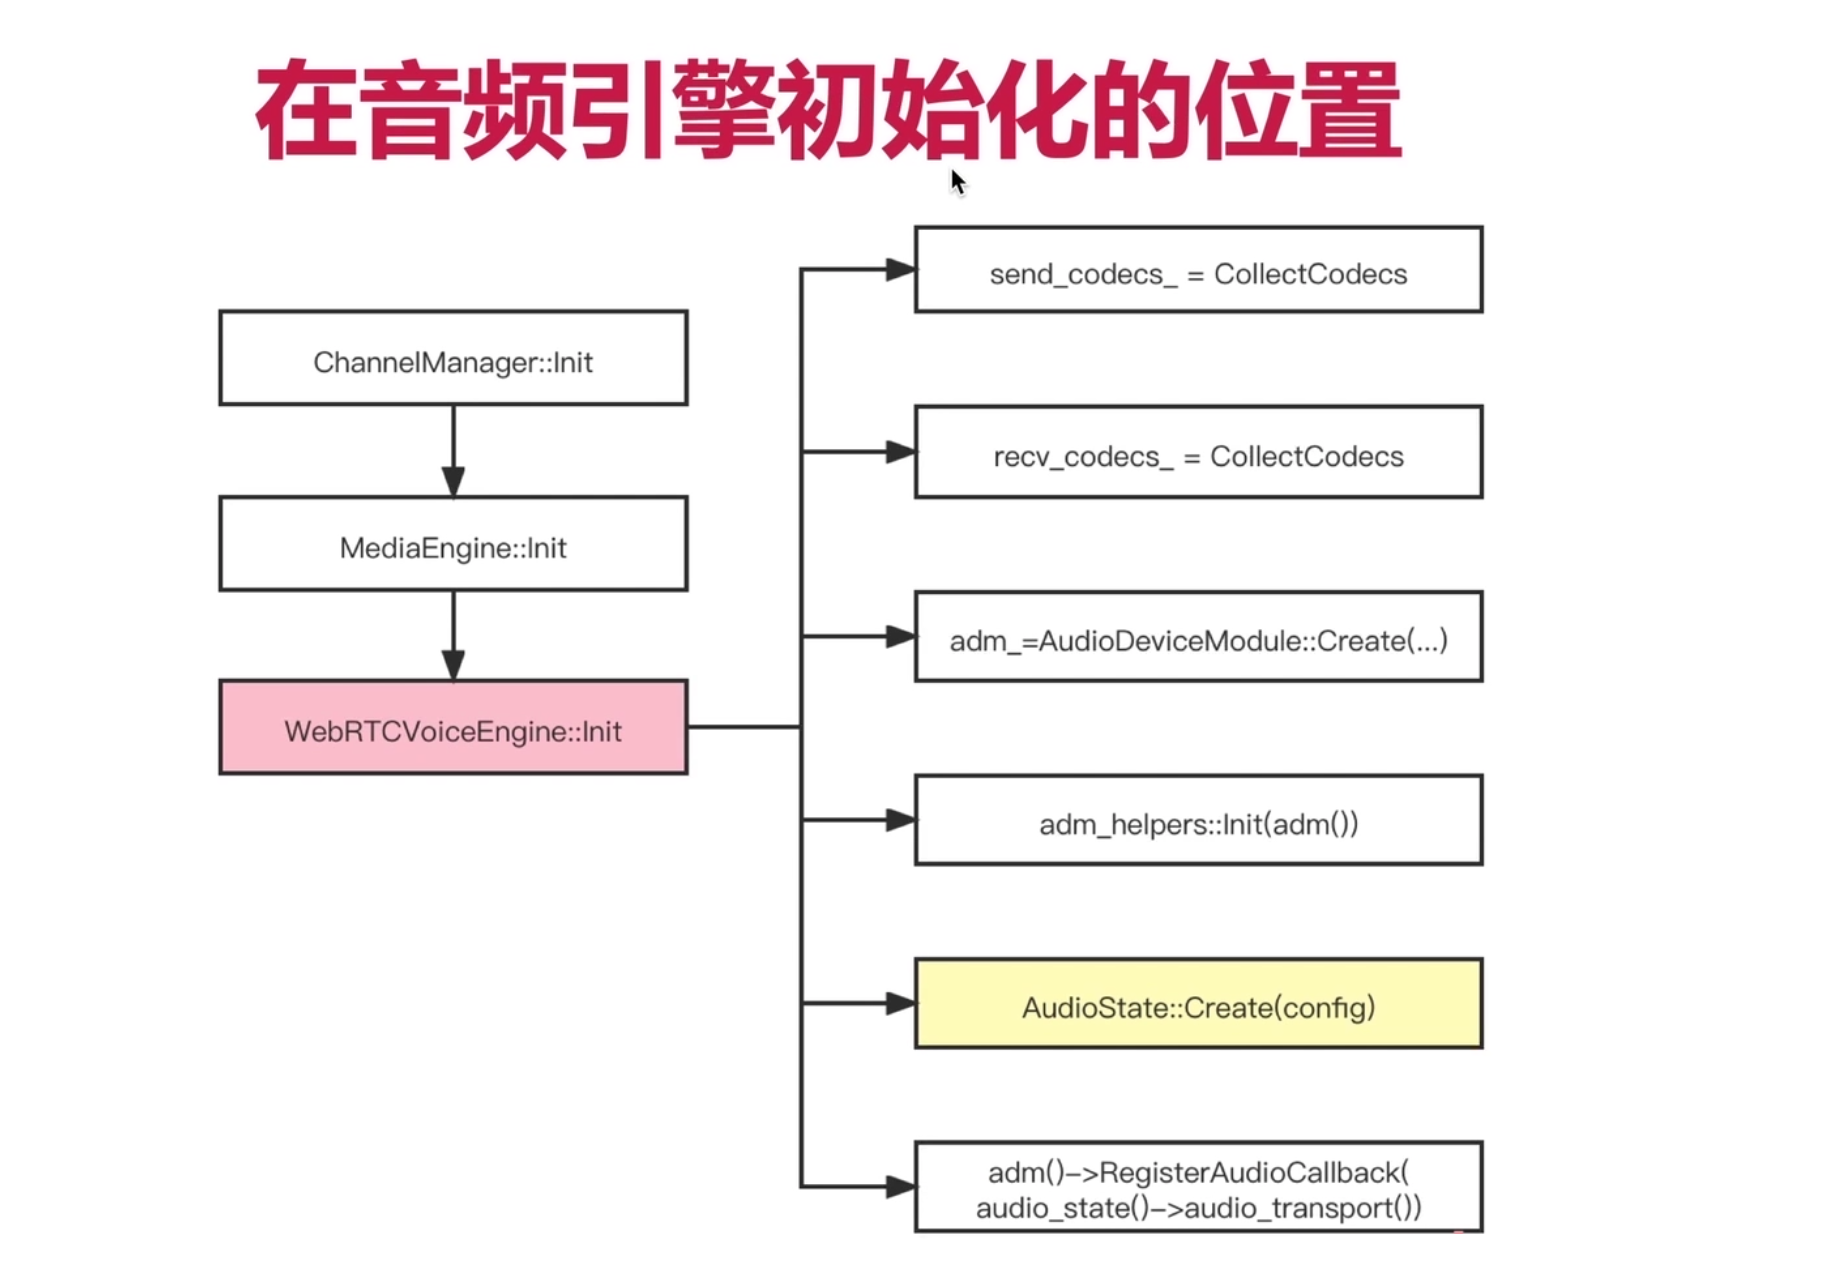 在音频引擎初始化的位置
ChannelManager::Init
MediaEngine::Init
WebRTCVoiceEngine::Init
send_codecs_ = CollectCodecs
recv_codecs_ = CollectCodecs
adm_=AudioDeviceModule::Create(...)
adm_helpers::Init(adm())
AudioState::Create(config)
adm()->RegisterAudioCallback(
audio_state()->audio_transport())